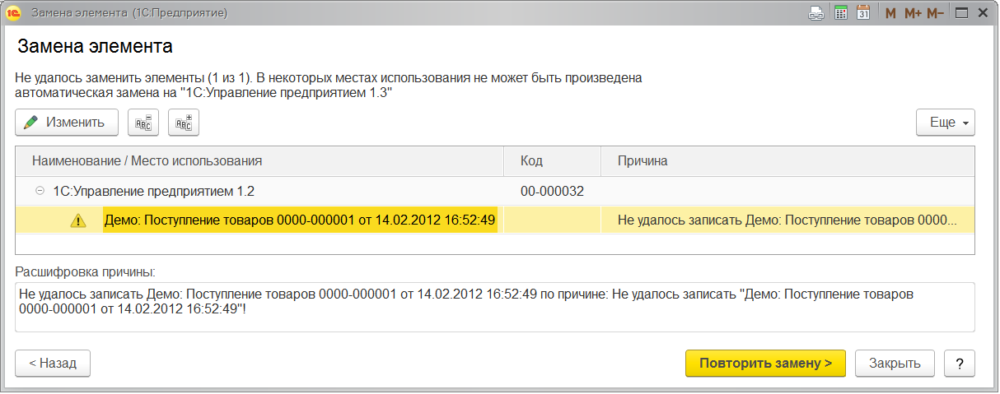 Замена элемента (1С:Предприятие)
M M+ M-
31
Замена элемента
Не удалось заменить элементы (1 из 1). В некоторых местах использования не может быть произведена
автоматическая замена на "1С:Управление предприятием 1.3"
Изменить
Еще
Наименование / Место использования Код Причина
1С:Управление предприятием 1.2 00-000032
Демо: Поступление товаров 0000-000001 от 14.02.2012 16:52:49 Не удалось записать Демо: Поступление товаров 0000...
Расшифровка причины:
Не удалось записать Демо: Поступление товаров 0000-000001 от 14.02.2012 16:52:49 по причине: Не удалось записать "Демо: Поступление товаров
0000-000001 от 14.02.2012 16:52:49"!
< Назад Повторить замену > Закрыть ?